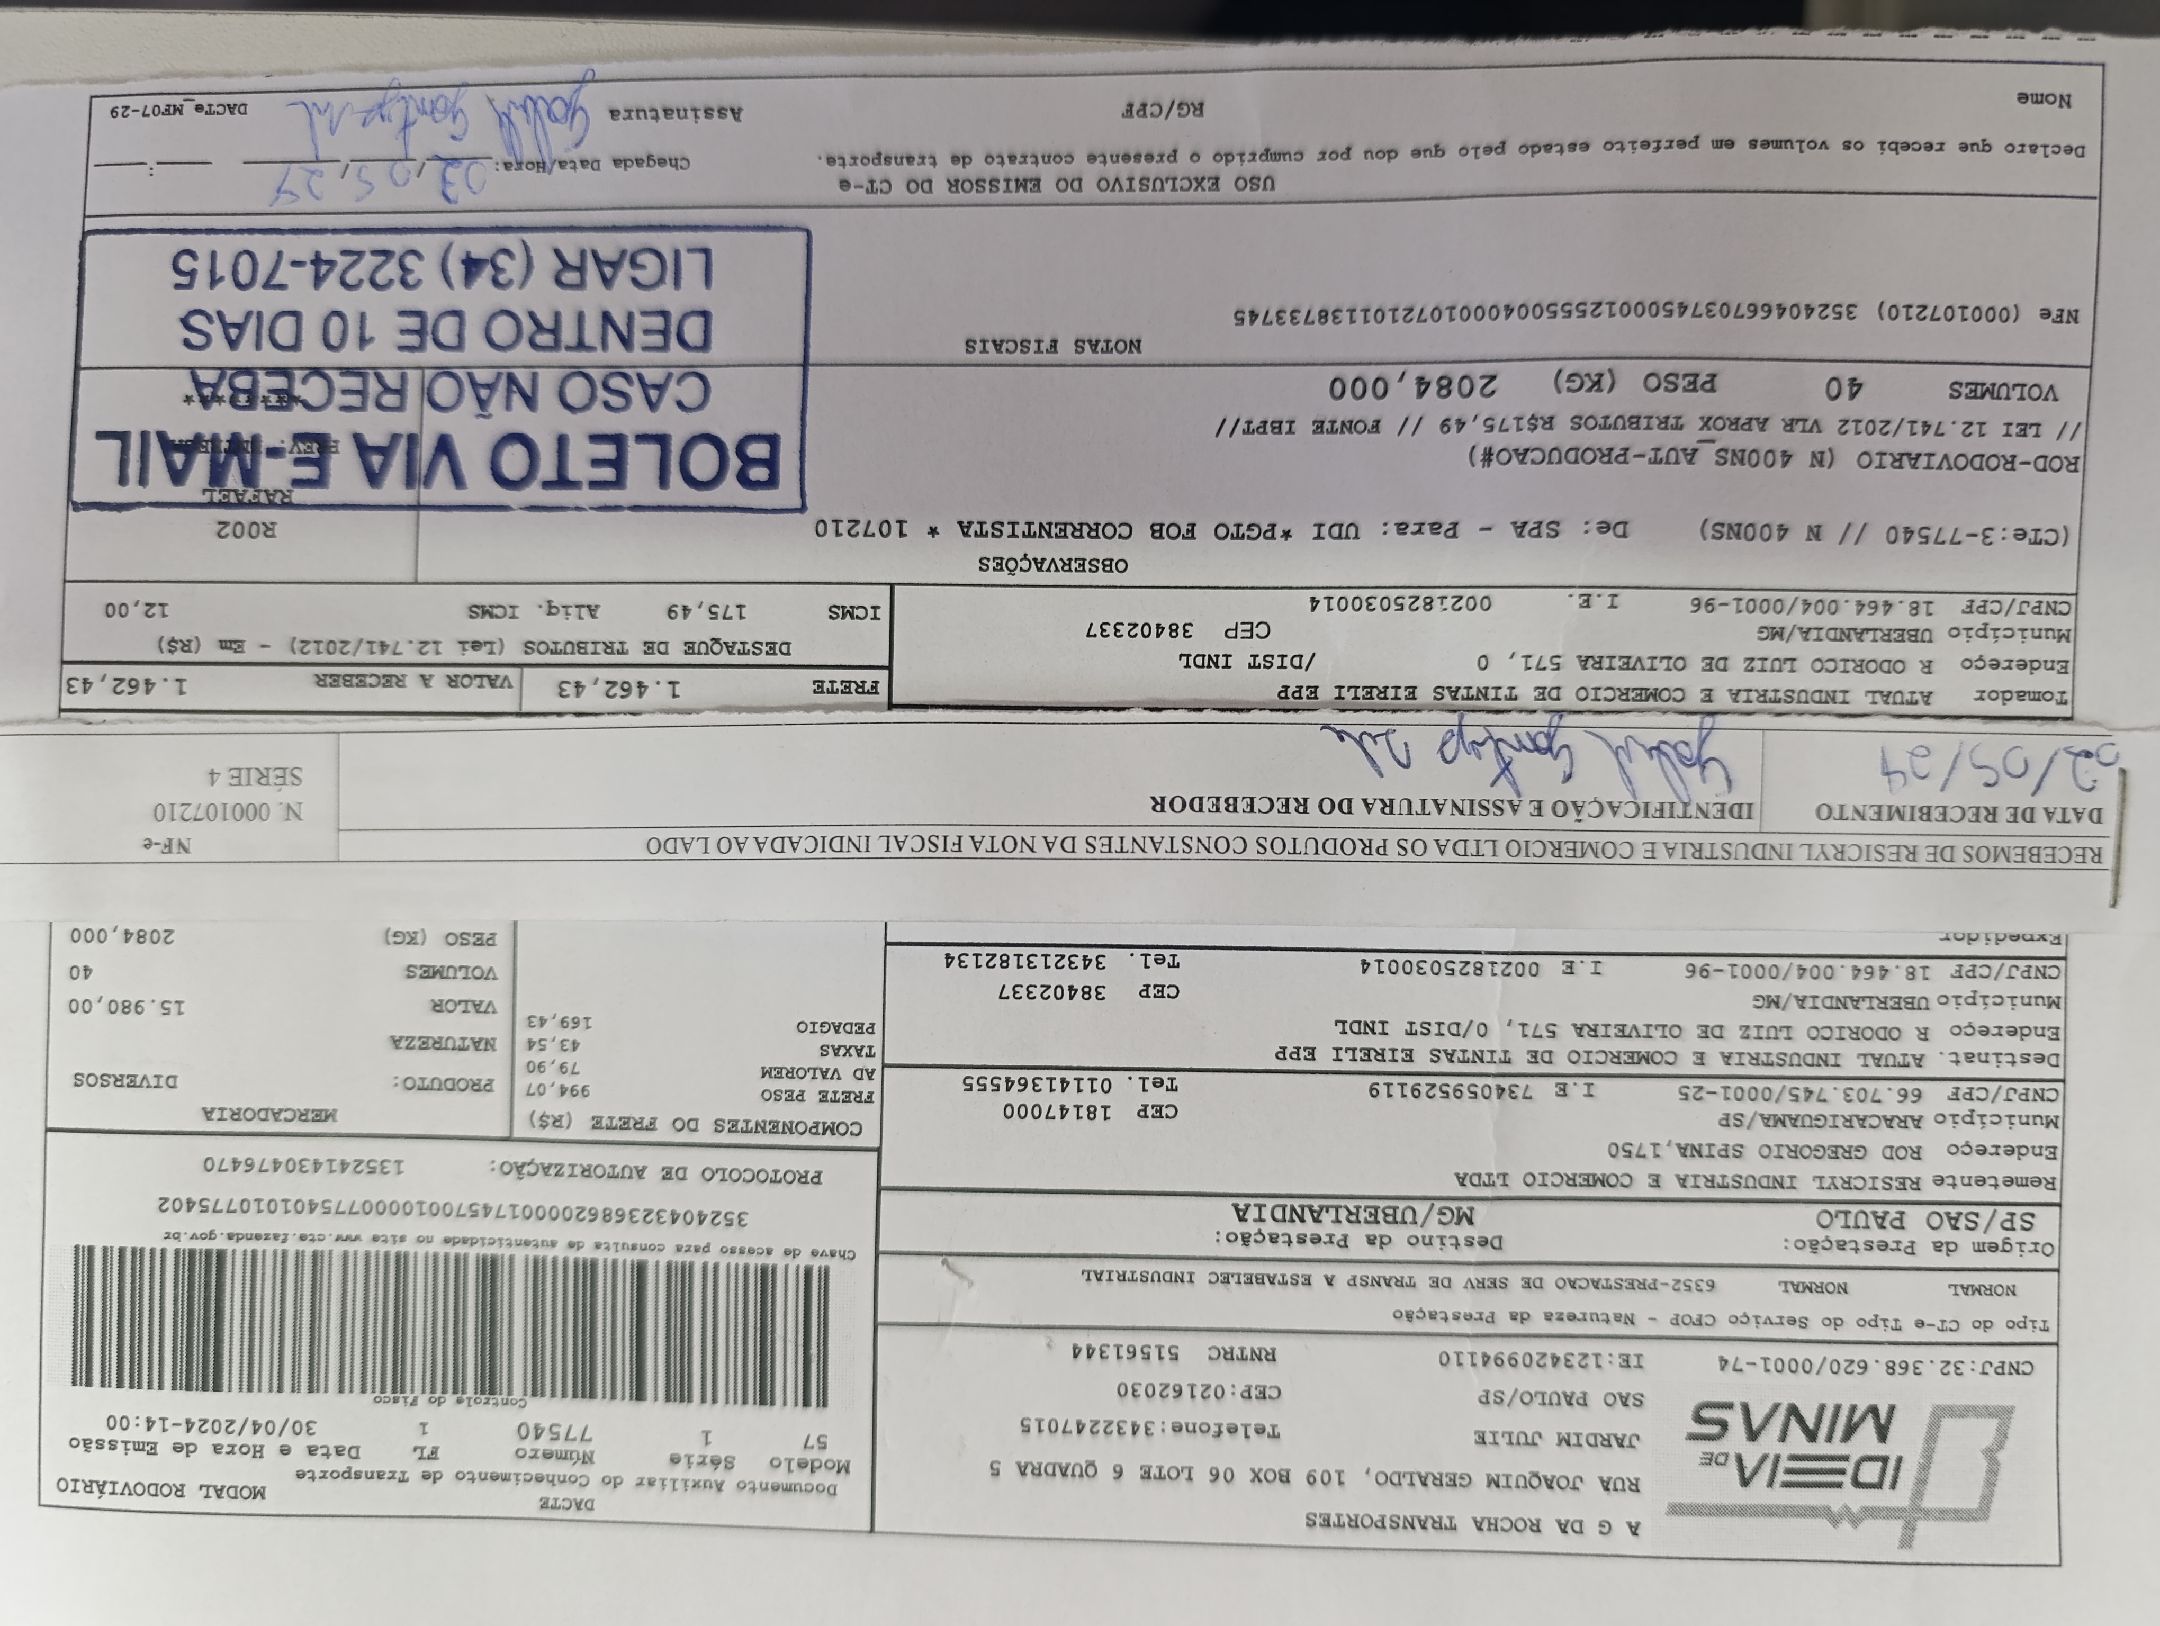 IDEIA DE
MINAS
A G DA ROCHA TRANSPORTES
RUA JOAQUIM GERALDO, 109 BOX 06 LOTE 6 QUADRA 5
JARDIM JULIE Telefone:3432247015
SAO PAULO/SP CEP:02162030
CNPJ:32.368.620/0001-74 IE:123420994110 RNTRC 51561344
DACTE
Documento Auxiliar do Conhecimento de Transporte
MODAL RODOVIÁRIO
Modelo Série Número FL Data e Hora de Emissão
57 1 77540 1 30/04/2024-14:00
Controle do Fisco
Chave de acesso para consulta de autenticidade no site www.cte.fazenda.gov.br
35240432368620000174570010000775401010775402
PROTOCOLO DE AUTORIZAÇÃO: 135241430476470
Tipo do CT-e Tipo do Serviço CFOP - Natureza da Prestação
NORMAL NORMAL 6352-PRESTACAO DE SERV DE TRANSP A ESTABELEC INDUSTRIAL
Origem da Prestação: Destino da Prestação:
SP/SAO PAULO MG/UBERLANDIA
Remetente RESICRYL INDUSTRIA E COMERCIO LTDA
Endereço ROD GREGORIO SPINA,1750
Município ARACARIGUAMA/SP CEP 18147000
CNPJ/CPF 66.703.745/0001-25 I.E 734059529119 Tel. 01141364555
Destinat. ATUAL INDUSTRIA E COMERCIO DE TINTAS EIRELI EPP
Endereço R ODORICO LUIZ DE OLIVEIRA 571, 0/DIST INDL
Município UBERLANDIA/MG CEP 38402337
CNPJ/CPF 18.464.004/0001-96 I.E 0021825030014 Tel. 343213182134
Expedidor
COMPONENTES DO FRETE (R$)
FRETE PESO 994,07
AD VALOREM 79,90
TAXAS 43,54
PEDAGIO 169,43
MERCADORIA
PRODUTO: DIVERSOS
NATUREZA
VALOR 15.980,00
VOLUMES 40
PESO (KG) 2084,000
RECEBEMOS DE RESICRYL INDUSTRIA E COMERCIO LTDA OS PRODUTOS CONSTANTES DA NOTA FISCAL INDICADA AO LADO
DATA DE RECEBIMENTO IDENTIFICAÇÃO E ASSINATURA DO RECEBEDOR
02/05/24
NF-e
N. 000107210
SÉRIE 4
Tomador ATUAL INDUSTRIA E COMERCIO DE TINTAS EIRELI EPP
Endereço R ODORICO LUIZ DE OLIVEIRA 571, 0 /DIST INDL
Município UBERLANDIA/MG CEP 38402337
CNPJ/CPF 18.464.004/0001-96 I.E. 0021825030014
FRETE 1.462,43 VALOR A RECEBER 1.462,43
DESTAQUE DE TRIBUTOS (Lei 12.741/2012) - Em (R$)
ICMS 175,49 Aliq. ICMS 12,00
OBSERVAÇÕES
(CTe:3-77540 // N 400NS) De: SPA - Para: UDI *PGTO FOB CORRENTISTA * 107210
ROD-RODOVIARIO (N 400NS_AUT-PRODUCAO#)
// LEI 12.741/2012 VLR APROX TRIBUTOS R$175,49 // FONTE IBPT//
VOLUMES 40 PESO (KG) 2084,000
R002
RAFAEL
BOLETO VIA E-MAIL
CASO NÃO RECEBA
DENTRO DE 10 DIAS
LIGAR (34) 3224-7015
NOTAS FISCAIS
NFe (000107210) 35240466703745000125550040001072101138733745
USO EXCLUSIVO DO EMISSOR DO CT-e
Declaro que recebi os volumes em perfeito estado pelo que dou por cumprido o presente contrato de transporte.
Chegada Data/Hora: 02/05/24 :
Nome RG/CPF Assinatura
DACTe_MF07-29